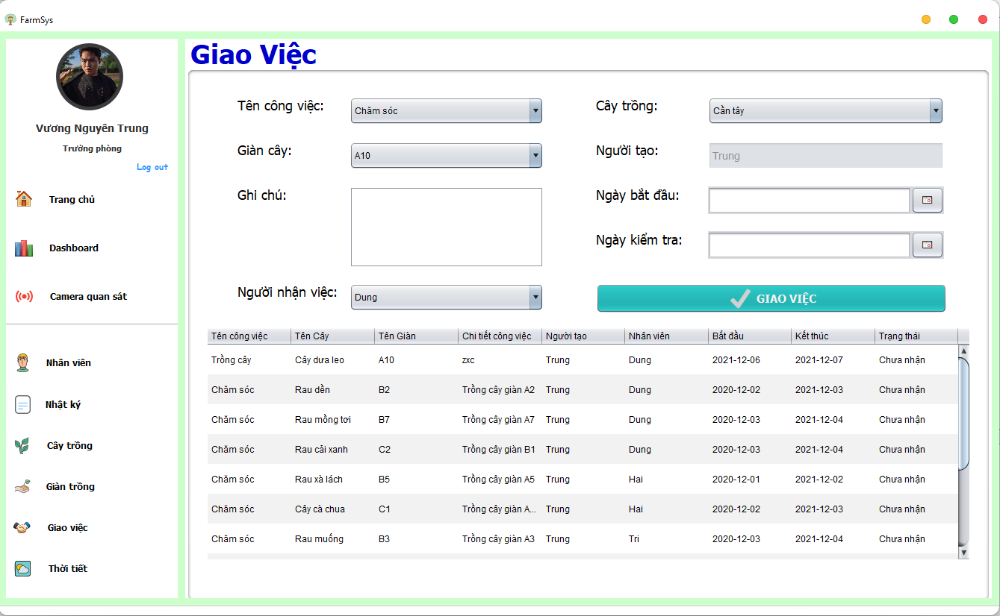 FarmSys
Vương Nguyên Trung
Trưởng phòng
Log out
Trang chủ
Dashboard
Camera quan sát
Nhân viên
Nhật ký
Cây trồng
Giàn trồng
Giao việc
Thời tiết
Giao Việc
Tên công việc: Chăm sóc Cây trồng: Cần tây
Giàn cây: A10 Người tạo: Trung
Ghi chú: Ngày bắt đầu:
Ngày kiểm tra:
Người nhận việc: Dung GIAO VIỆC
Tên công việc Tên Cây Tên Giàn Chi tiết công việc Người tạo Nhân viên Bắt đầu Kết thúc Trạng thái
Trồng cây Cây dưa leo A10 zxc Trung Dung 2021-12-06 2021-12-07 Chưa nhận
Chăm sóc Rau dền B2 Trồng cây giàn A2 Trung Dung 2020-12-02 2021-12-03 Chưa nhận
Chăm sóc Rau mồng tơi B7 Trồng cây giàn A7 Trung Dung 2020-12-03 2021-12-04 Chưa nhận
Chăm sóc Rau cải xanh C2 Trồng cây giàn B1 Trung Dung 2020-12-03 2021-12-04 Chưa nhận
Chăm sóc Rau xà lách B5 Trồng cây giàn A5 Trung Hai 2020-12-01 2021-12-02 Chưa nhận
Chăm sóc Cây cà chua C1 Trồng cây giàn A... Trung Hai 2020-12-02 2021-12-03 Chưa nhận
Chăm sóc Rau muống B3 Trồng cây giàn A3 Trung Tri 2020-12-03 2021-12-04 Chưa nhận